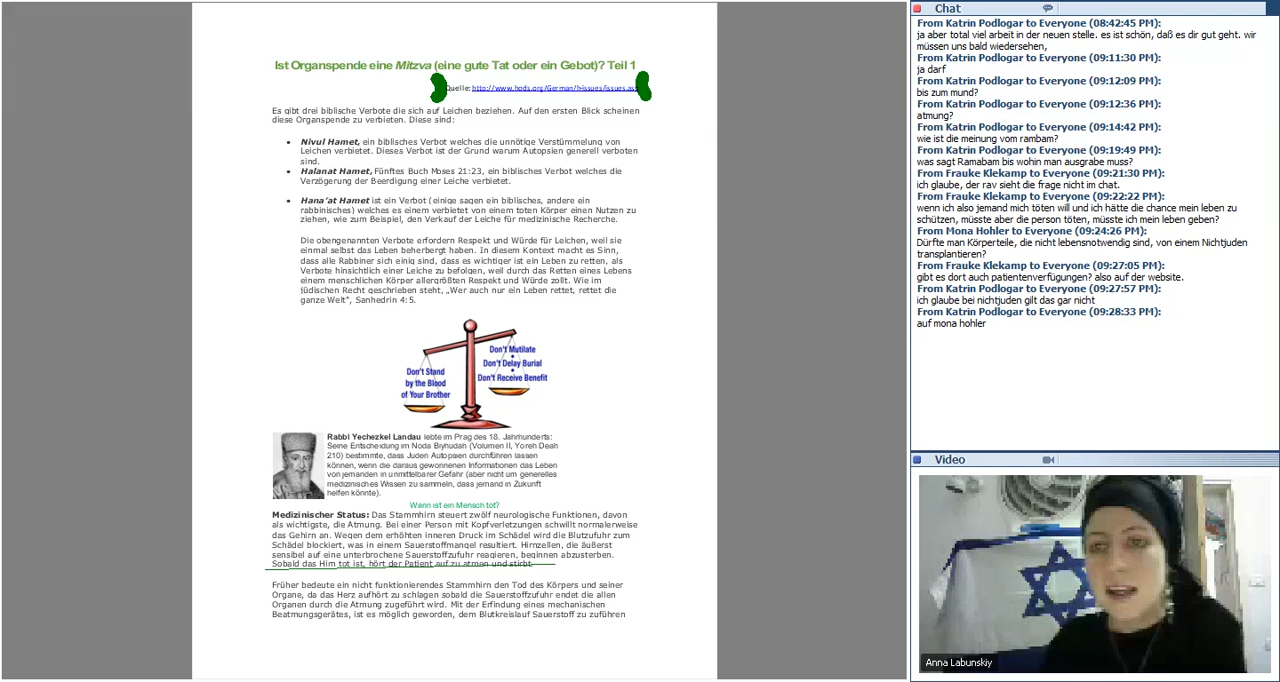 Ist Organspende eine Mitzva (eine gute Tat oder ein Gebot)? Teil 1
Quelle: http://www.hods.org/German/h-issues/issues.asp
Es gibt drei biblische Verbote die sich auf Leichen beziehen. Auf den ersten Blick scheinen
diese Organspende zu verbieten. Diese sind:
• Nivul Hamet, ein biblisches Verbot welches die unnötige Verstümmelung von
Leichen verbietet. Dieses Verbot ist der Grund warum Autopsien generell verboten
sind.
• Halanat Hamet, Fünftes Buch Moses 21:23, ein biblisches Verbot welches die
Verzögerung der Beerdigung einer Leiche verbietet.
• Hana'at Hamet ist ein Verbot (einige sagen ein biblisches, andere ein
rabbinisches) welches es einem verbietet von einem toten Körper einen Nutzen zu
ziehen, wie zum Beispiel, den Verkauf der Leiche für medizinische Recherche.
Die obengenannten Verbote erfordern Respekt und Würde für Leichen, weil sie
einmal selbst das Leben beherbergt haben. In diesem Context macht es Sinn,
dass alle Rabbiner sich einig sind, dass es wichtiger ist ein Leben zu retten, als
Verbote hinsichtlich einer Leiche zu befolgen, weil durch das Retten eines Lebens
einem menschlichen Körper allergrößten Respekt und Würde zollt. Wie im
jüdischen Recht geschrieben steht, „Wer auch nur ein Leben rettet, rettet die
ganze Welt", Sanhedrin 4:5.
Don't Stand
by the Blood
of Your Brother
Don't Mutilate
•
Don't Delay Burial
•
Don't Receive Benefit
Rabbi Yechezkel Landau lebte im Prag des 18. Jahrhunderts:
Seine Entscheidung im Noda Biyhudah (Volumen II, Yoreh Deah
210) bestimmte, dass Juden Autopsien durchführen lassen
können, wenn die daraus gewonnenen Informationen das Leben
von jemanden in unmittelbarer Gefahr (aber nicht um generelles
medizinisches Wissen zu sammeln, dass jemand in Zukunft
helfen könnte).
Wann ist ein Mensch tot?
Medizinischer Status: Das Stammhirn steuert zwölf neurologische Funktionen, davon
als wichtigste, die Atmung. Bei einer Person mit Kopfverletzungen schwillt normalerweise
das Gehirn an. Wegen dem erhöhten inneren Druck im Schädel wird die Blutzufuhr zum
Schädel blockiert, was in einem Sauerstoffmangel resultiert. Hirnzellen, die äußerst
sensibel auf eine unterbrochene Sauerstoffzufuhr reagieren, beginnen abzusterben.
Sobald das Hirn tot ist, hört der Patient auf zu atmen und stirbt.
Früher bedeute ein nicht funktionierendes Stammhirn den Tod des Körpers und seiner
Organe, da das Herz aufhört zu schlagen sobald die Sauerstoffzufuhr endet die allen
Organen durch die Atmung zugeführt wird. Mit der Erfindung eines mechanischen
Beatmungsgerätes, ist es möglich geworden, dem Blutkreislauf Sauerstoff zu zuführen
Chat
From Katrin Podlogar to Everyone (08:42:45 PM):
ja aber total viel arbeit in der neuen stelle. es ist schön, daß es dir gut geht. wir
müssen uns bald wiedersehen,
From Katrin Podlogar to Everyone (09:11:30 PM):
ja darf
From Katrin Podlogar to Everyone (09:12:09 PM):
bis zum mund?
From Katrin Podlogar to Everyone (09:12:36 PM):
atmung?
From Katrin Podlogar to Everyone (09:14:42 PM):
wie ist die meinung vom rambam?
From Katrin Podlogar to Everyone (09:19:49 PM):
was sagt Ramabam bis wohin man ausgrabe muss?
From Frauke Klekamp to Everyone (09:21:30 PM):
ich glaube, der rav sieht die frage nicht im chat.
From Frauke Klekamp to Everyone (09:22:22 PM):
wenn ich also jemand mich töten will und ich hätte die chance mein leben zu
schützen, müsste aber die person töten, müsste ich mein leben geben?
From Mona Hohler to Everyone (09:24:26 PM):
Dürfte man Körperteile, die nicht lebensnotwendig sind, von einem Nichtjuden
transplantieren?
From Frauke Klekamp to Everyone (09:27:05 PM):
gibt es dort auch patientenverfügungen? also auf der website.
From Katrin Podlogar to Everyone (09:27:57 PM):
ich glaube bei nichtjuden gilt das gar nicht
From Katrin Podlogar to Everyone (09:28:33 PM):
auf mona hohler
Video
Anna Labunskiy